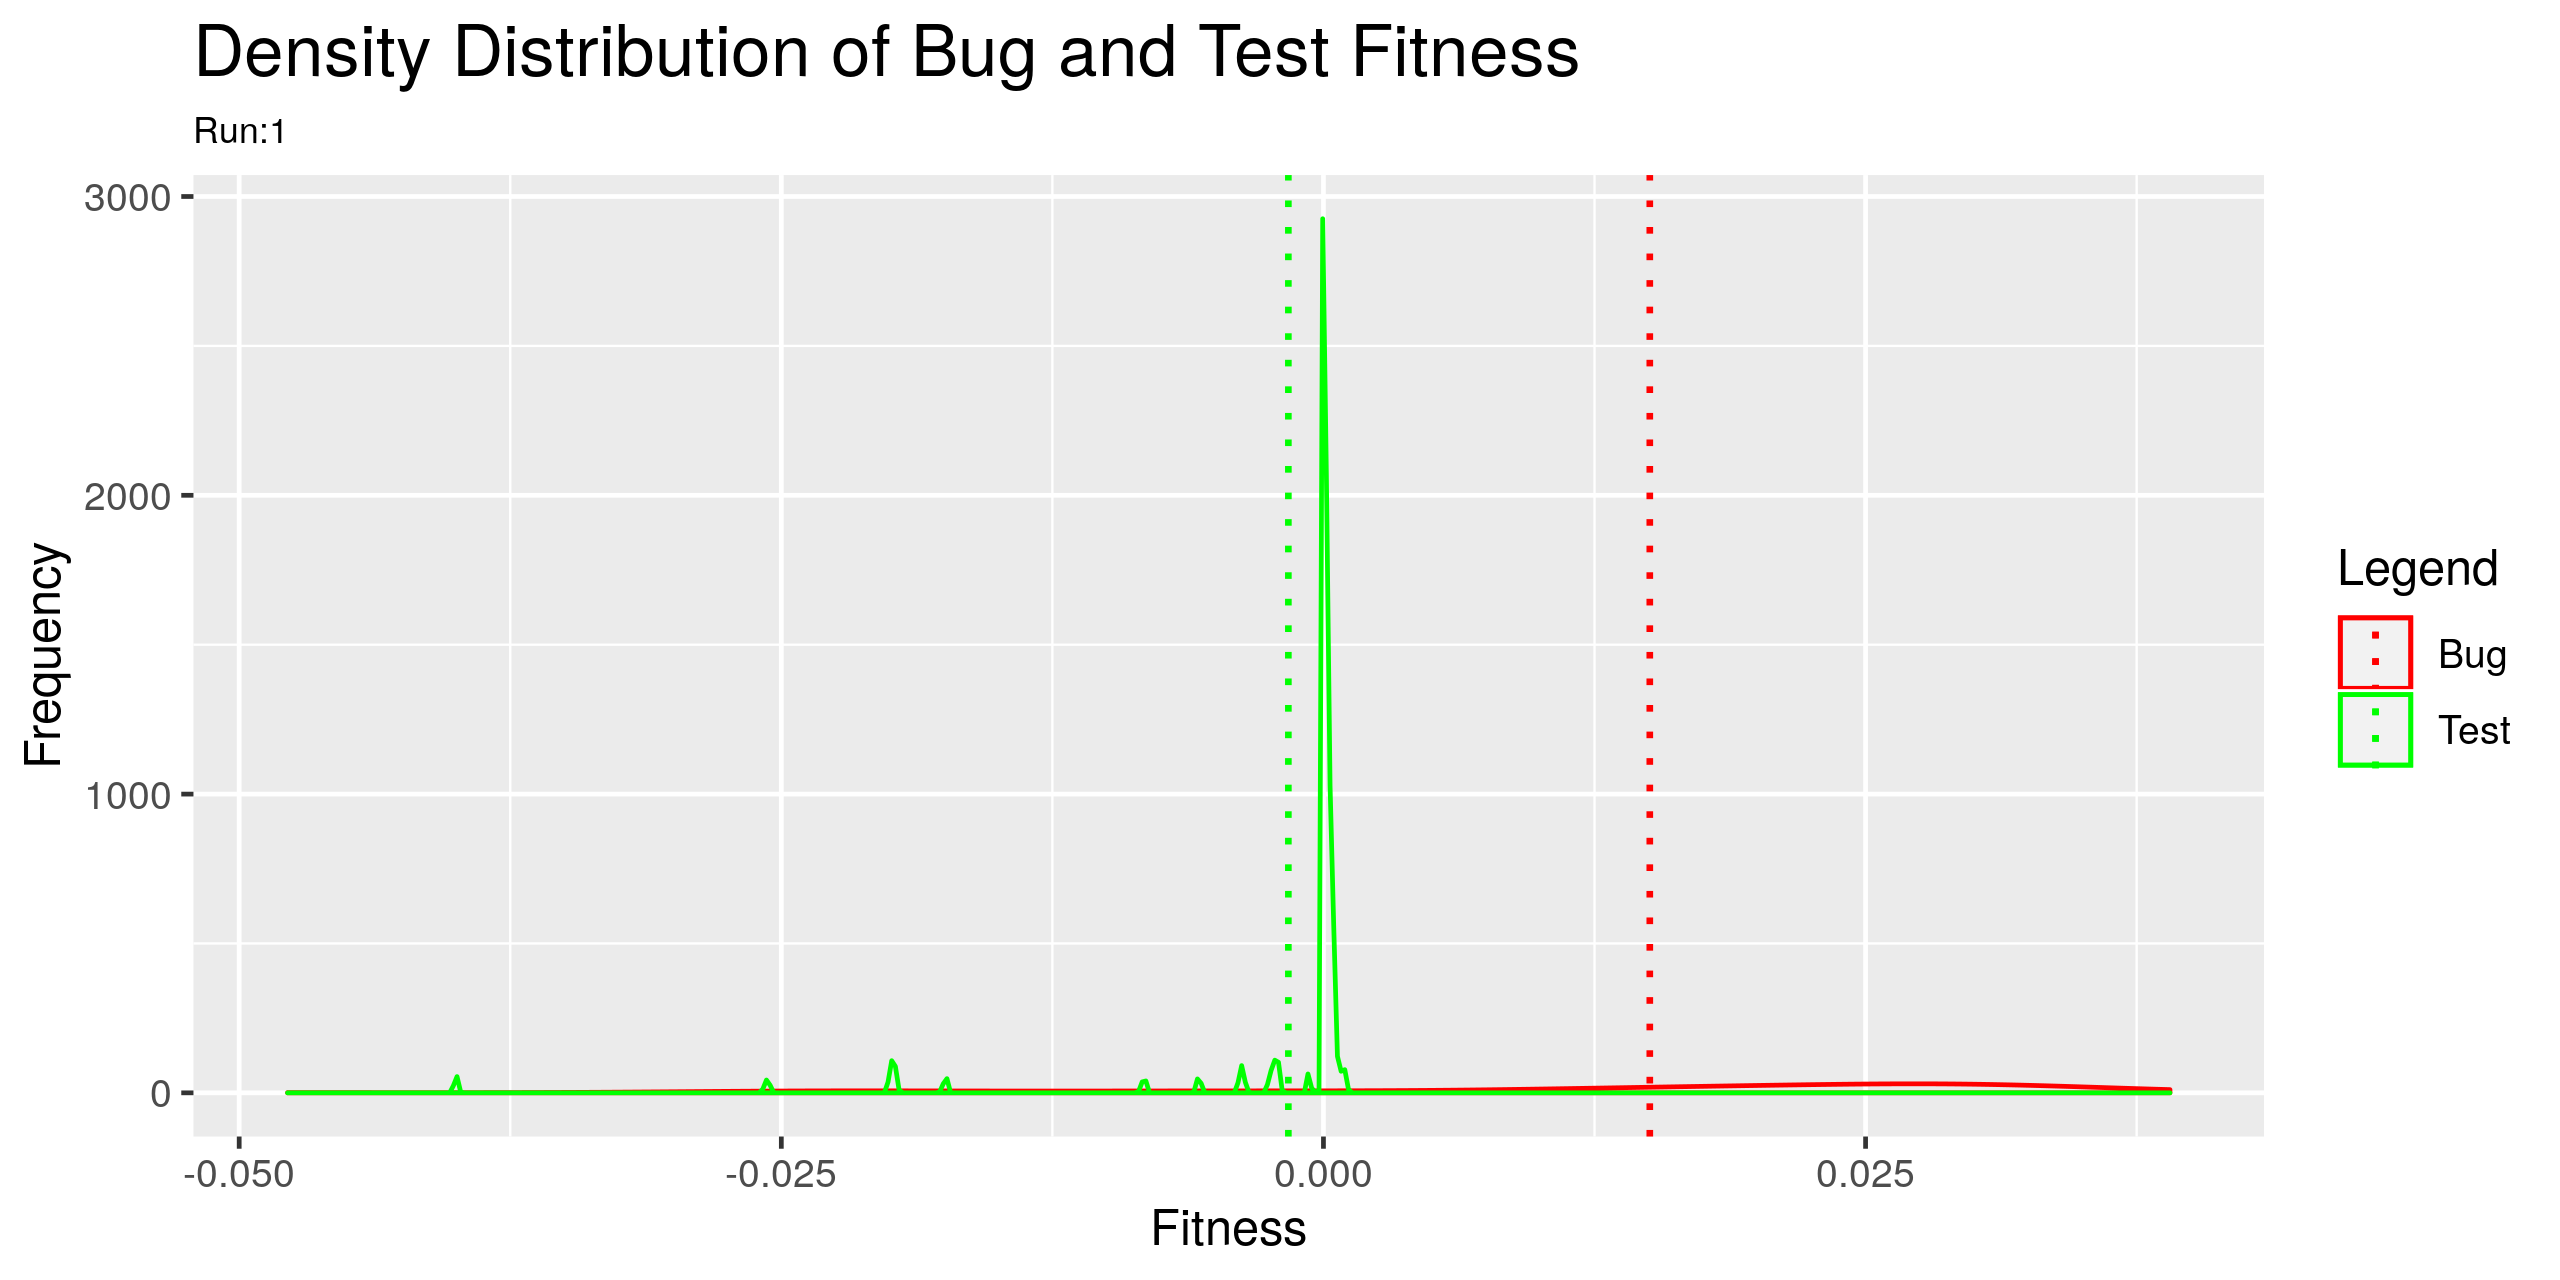 Density Distribution of Bug and Test Fitness
Run:1
3000
2000
1000
0
Frequency
-0.050
-0.025
0.000
0.025
Fitness
Legend
Bug
Test